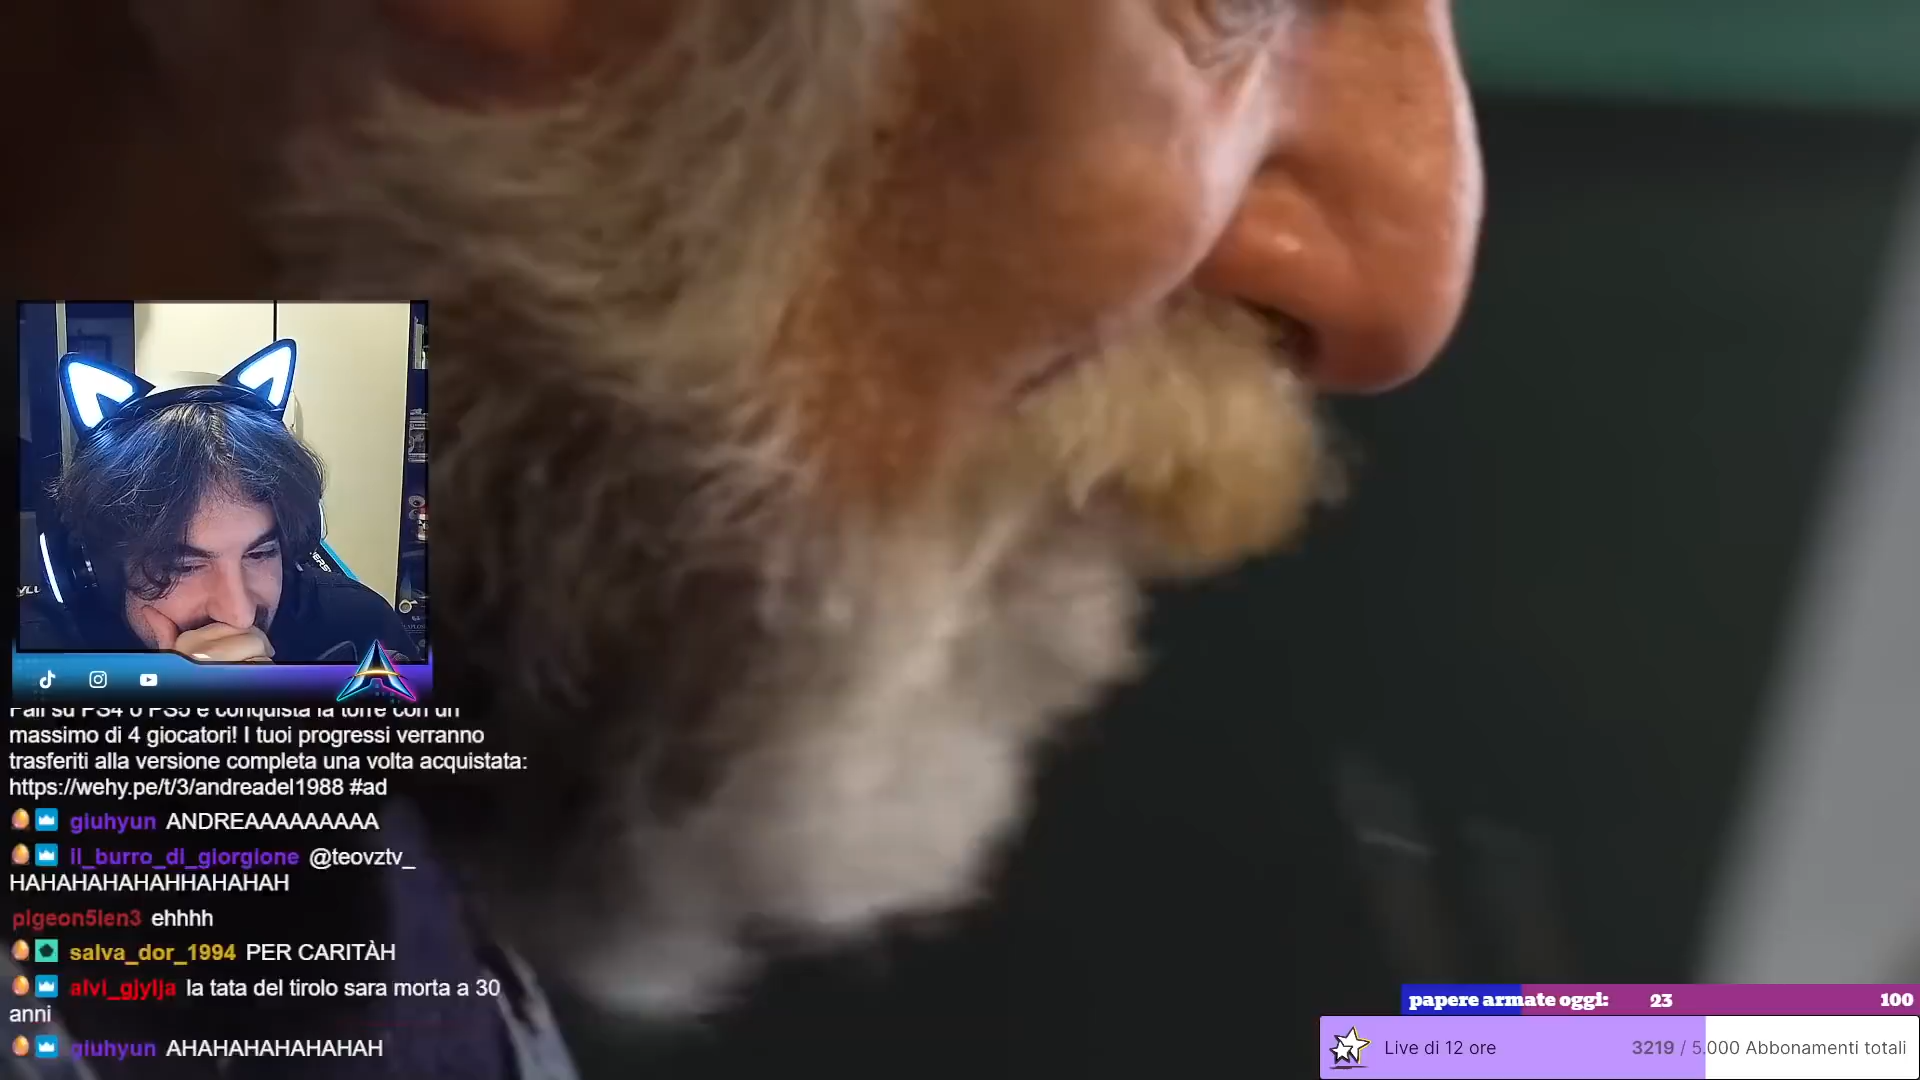 massimo di 4 giocatori! I tuoi progressi verranno
trasferiti alla versione completa una volta acquistata:
https://wehy.pe/t/3/andreadel1988 #ad
giuhyun ANDREAAAAAAAAA
il_burro_di_giorgione @teovztv_
HAHAHAHAHAHHAHAHAH
pigeon5len3 ehhhh
salva_dor_1994 PER CARITÀH
alvi_gjylja la tata del tirolo sara morta a 30
anni
giuhyun AHAHAHAHAHAHAH
papere armate oggi: 23 100
Live di 12 ore 3219 / 5.000 Abbonamenti totali